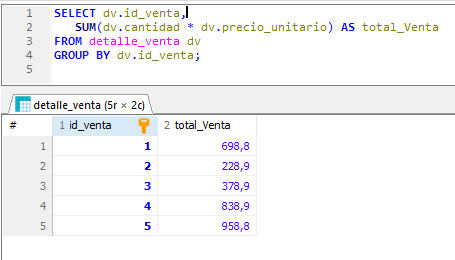 1 SELECT dv.id_venta,
2 SUM(dv.cantidad * dv.precio_unitario) AS total_Venta
3 FROM detalle_venta dv
4 GROUP BY dv.id_venta;
5
detalle_venta (5r × 2c)
# 1 id_venta 2 total_Venta
1 1 698,8
2 2 228,9
3 3 378,9
4 4 838,9
5 5 958,8